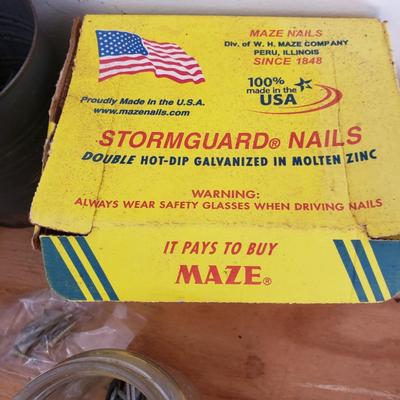 MAZE NAILS
Div. of W. H. MAZE COMPANY
PERU, ILLINOIS
SINCE 1848
100%
made in the
USA
Proudly Made in the U.S.A.
www.mazenails.com
STORMGUARD® NAILS
DOUBLE HOT-DIP GALVANIZED IN MOLTEN ZINC
WARNING:
ALWAYS WEAR SAFETY GLASSES WHEN DRIVING NAILS
IT PAYS TO BUY
MAZE®